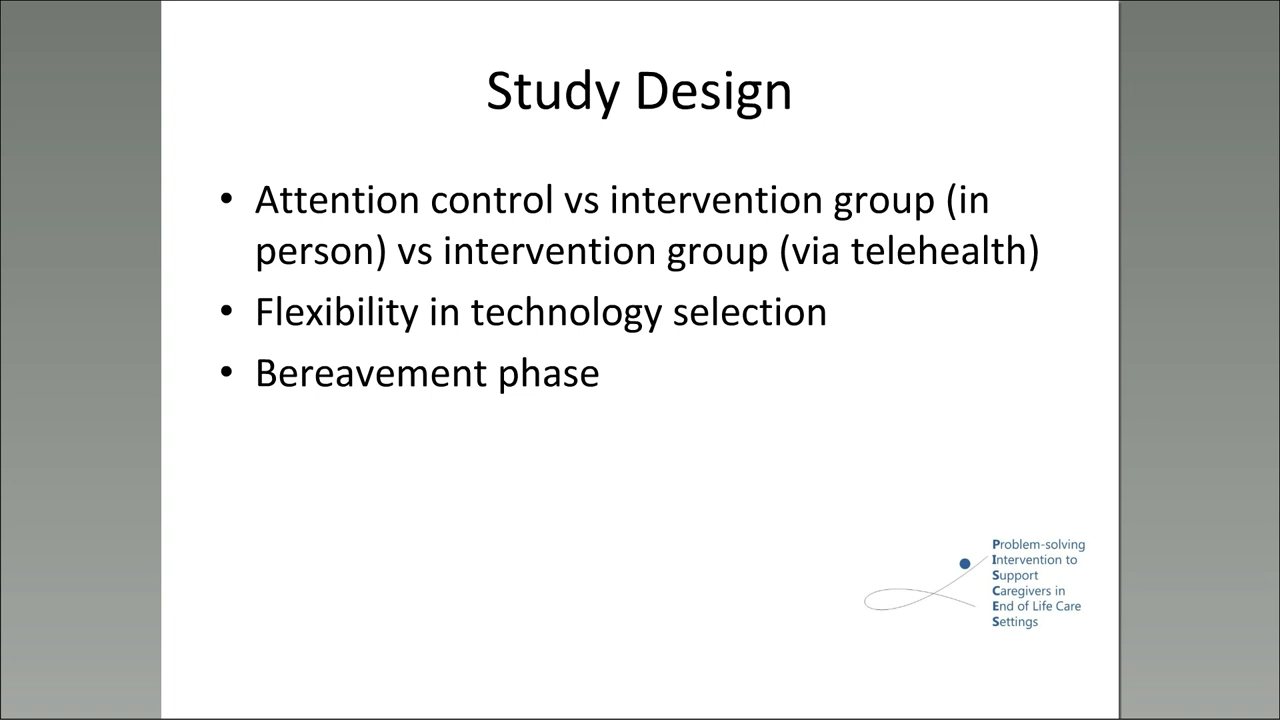 Study Design
• Attention control vs intervention group (in
person) vs intervention group (via telehealth)
• Flexibility in technology selection
• Bereavement phase
Problem-solving
Intervention to
Support
Caregivers in
End of Life Care
Settings